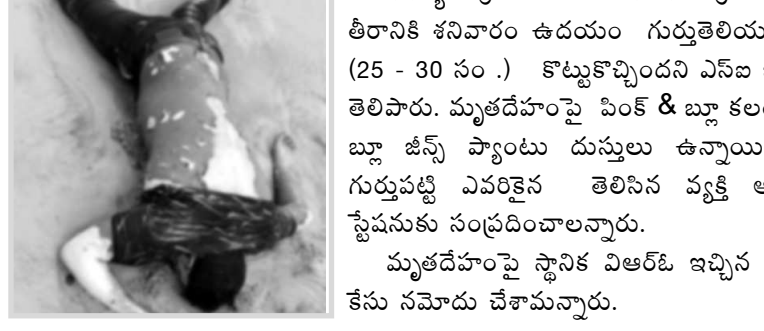 తీరానికి శనివారం ఉదయం గుర్తుతెలియ
(25 - 30 సం .) కొట్టుకొచ్చిందని ఎస్ఐ
తెలిపారు. మృతదేహంపై పింక్ & బ్లూ కల
బ్లూ జీన్స్ ప్యాంటు దుస్తులు ఉన్నాయి
గుర్తుపట్టి ఎవరికైన తెలిసిన వ్యక్తి
స్టేషనుకు సంప్రదించాలన్నారు.
మృతదేహంపై స్థానిక విఆర్ఓ ఇచ్చిన
కేసు నమోదు చేశామన్నారు.